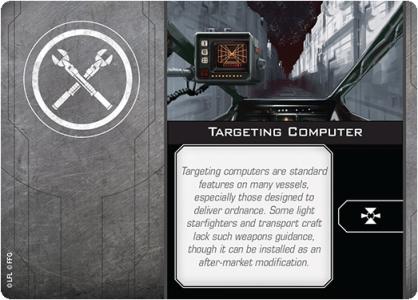 Targeting Computer
Targeting computers are standard
features on many vessels,
especially those designed to
deliver ordnance. Some light
starfighters and transport craft
lack such weapons guidance,
though it can be installed as an
after-market modification.
© LFL © FFG